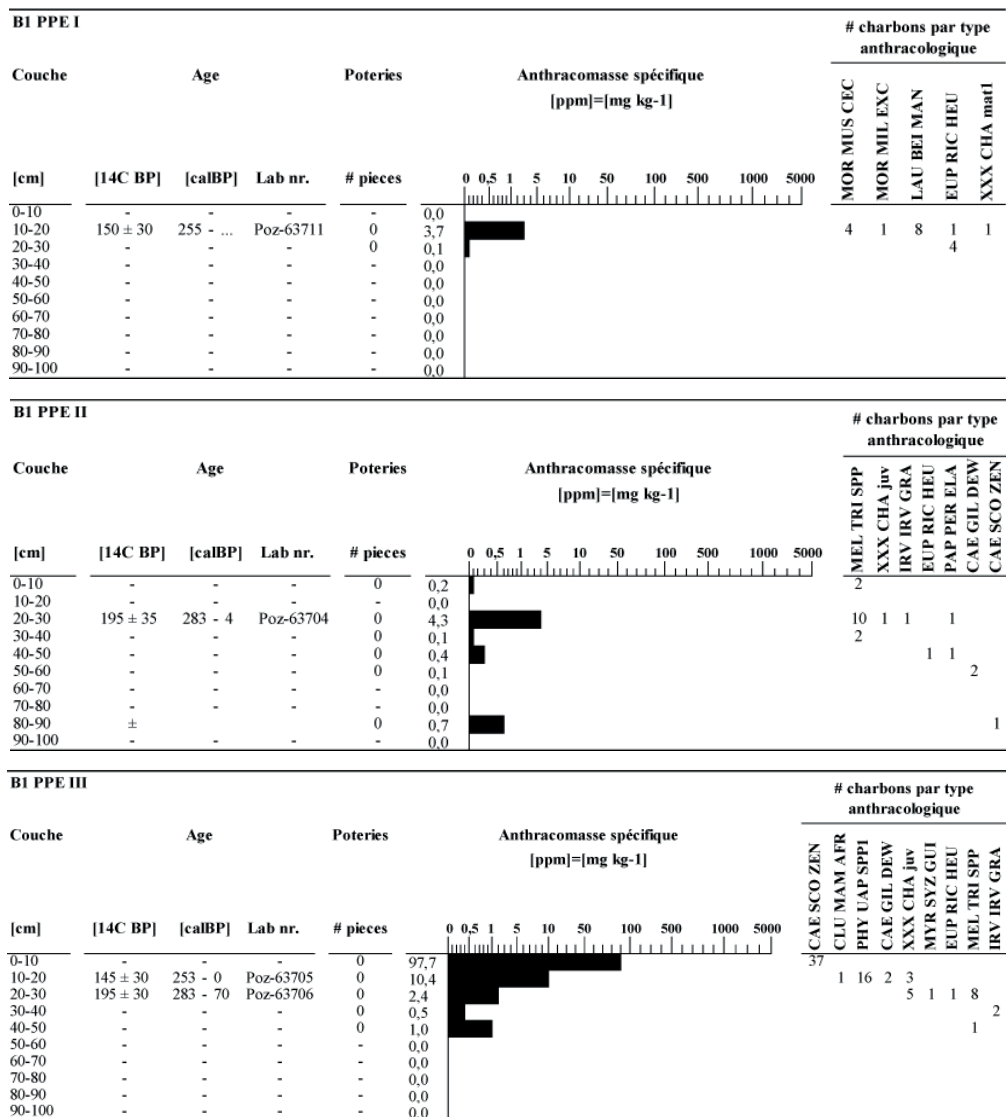 B1 PPE I
# charbons par type
anthracologique
Couche Age Poteries Anthracomasse spécifique
[ppm]=[mg kg-1]
MOR MUS CEC
MOR MIL EXC
LAU BEI MAN
EUP RIC HEU
XXX CHA mat1
[cm] [14C BP] [calBP] Lab nr. # pieces 0 0,5 1 5 10 50 100 500 1000 5000
0-10 - - - - 0,0
10-20 150 ± 30 255 - ... Poz-63711 0 3,7 4 1 8 1 1
20-30 - - - 0 0,1 4
30-40 - - - - 0,0
40-50 - - - - 0,0
50-60 - - - - 0,0
60-70 - - - - 0,0
70-80 - - - - 0,0
80-90 - - - - 0,0
90-100 - - - - 0,0
B1 PPE II
# charbons par type
anthracologique
Couche Age Poteries Anthracomasse spécifique
[ppm]=[mg kg-1]
MEL TRI SPP
XXX CHA juv
IRV IRV GRA
EUP RIC HEU
PAP PER ELA
CAE GIL DEW
CAE SCO ZEN
[cm] [14C BP] [calBP] Lab nr. # pieces 0 0,5 1 5 10 50 100 500 1000 5000
0-10 - - - 0 0,2 2
10-20 - - - - 0,0
20-30 195 ± 35 283 - 4 Poz-63704 0 4,3 10 1 1 1
30-40 - - - 0 0,1 2
40-50 - - - 0 0,4 1 1
50-60 - - - 0 0,1 2
60-70 - - - - 0,0
70-80 - - - - 0,0
80-90 ± 0 0,7 1
90-100 - - - - 0,0
B1 PPE III
# charbons par type
anthracologique
Couche Age Poteries Anthracomasse spécifique
[ppm]=[mg kg-1]
CAE SCO ZEN
CLU MAM AFR
PHY UAP SPP1
CAE GIL DEW
XXX CHA juv
MYR SYZ GUI
EUP RIC HEU
MEL TRI SPP
IRV IRV GRA
[cm] [14C BP] [calBP] Lab nr. # pieces 0 0,5 1 5 10 50 100 500 1000 5000
0-10 - - - 0 97,7 37
10-20 145 ± 30 253 - 0 Poz-63705 0 10,4 1 16 2 3
20-30 195 ± 30 283 - 70 Poz-63706 0 2,4 5 1 1 8
30-40 - - - 0 0,5 2
40-50 - - - 0 1,0 1
50-60 - - - - 0,0
60-70 - - - - 0,0
70-80 - - - - 0,0
80-90 - - - - 0,0
90-100 - - - - 0,0